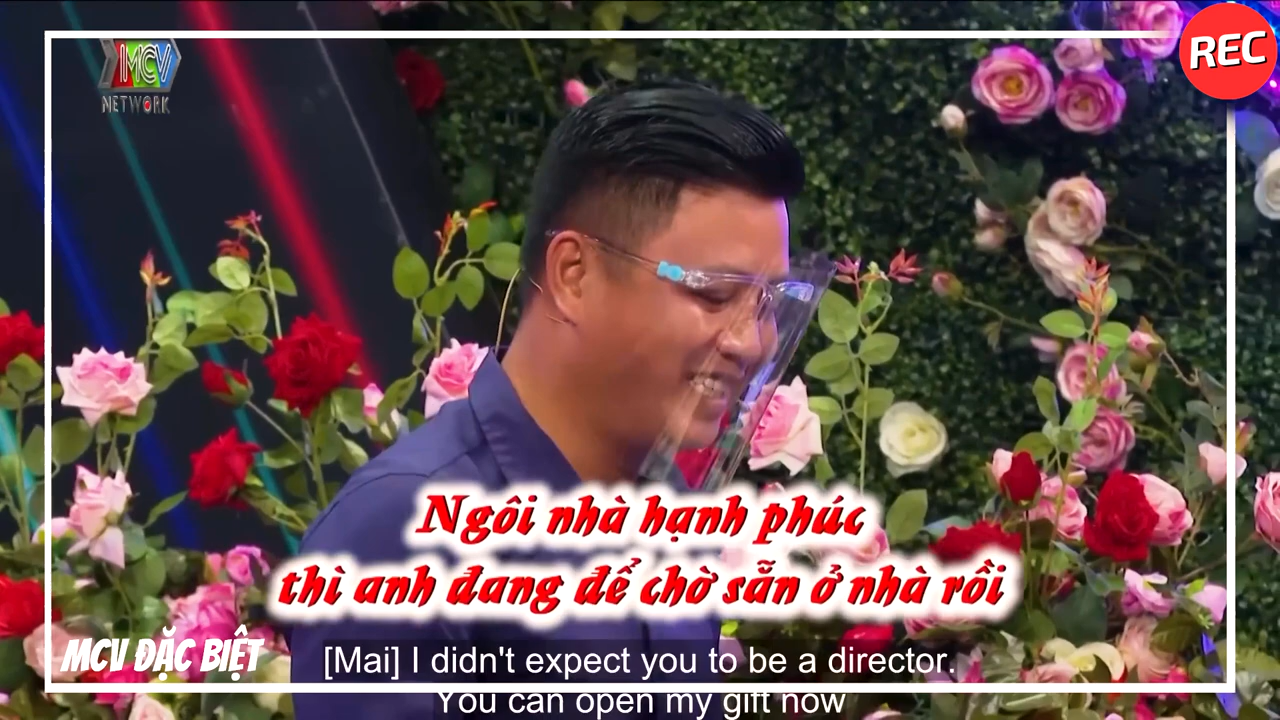 MCV
NETWORK
REC
Ngôi nhà hạnh phúc
thì anh đang để chờ sẵn ở nhà rồi
MCV ĐẶC BIỆT
[Mai] I didn't expect you to be a director.
You can open my gift now